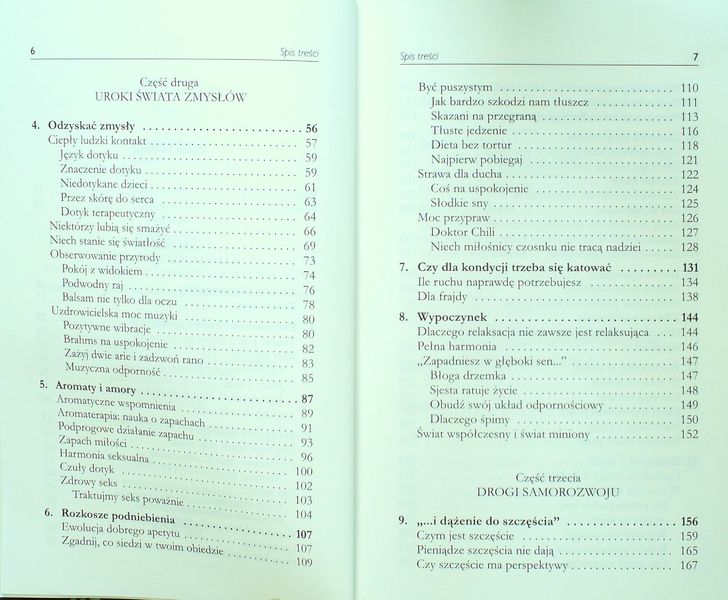 6 Spis treści
Część druga
UROKI ŚWIATA ZMYSŁÓW
4. Odzyskać zmysły 56
Ciepły ludzki kontakt 57
Język dotyku 59
Znaczenie dotyku 59
Niedotykane dzieci 61
Przez skórę do serca 63
Dotyk terapeutyczny 64
Niektórzy lubią się smażyć 66
Niech stanie się światłość 69
Obserwowanie przyrody 73
Pokój z widokiem 74
Podwodny raj 76
Balsam nie tylko dla oczu 78
Uzdrowicielska moc muzyki 80
Pozytywne wibracje 80
Brahms na uspokojenie 82
Zażyj dwie arie i zadzwoń rano 83
Muzyczna odporność 85
5. Aromaty i amory 87
Aromatyczne wspomnienia 89
Aromaterapia: nauka o zapachach 91
Podprogowe działanie zapachu 93
Zapach miłości 96
Harmonia seksualna 100
Czuły dotyk 102
Zdrowy seks 103
Traktujmy seks poważnie 104
6. Rozkosze podniebienia 107
Ewolucja dobrego apetytu 107
Zgadnij, co siedzi w twoim obiedzie 109
Spis treści 7
Być puszystym 110
Jak bardzo szkodzi nam tłuszcz 111
Skazani na przegraną 113
Tłuste jedzenie 116
Dieta bez tortur 118
Najpierw pobiegaj 121
Strawa dla ducha 122
Coś na uspokojenie 124
Słodkie sny 125
Moc przypraw 126
Doktor Chili 127
Niech miłośnicy czosnku nie tracą nadziei 128
7. Czy dla kondycji trzeba się katować 131
Ile ruchu naprawdę potrzebujesz 134
Dla frajdy 138
8. Wypoczynek 144
Dlaczego relaksacja nie zawsze jest relaksująca 144
Pełna harmonia 146
„Zapadniesz w głęboki sen...” 147
Błoga drzemka 147
Sjesta ratuje życie 148
Obudź swój układ odpornościowy 149
Dlaczego śpimy 150
Świat współczesny i świat miniony 152
Część trzecia
DROGI SAMOROZWOJU
9. „...i dążenie do szczęścia” 156
Czym jest szczęście 159
Pieniądze szczęścia nie dają 165
Czy szczęście ma perspektywy 167